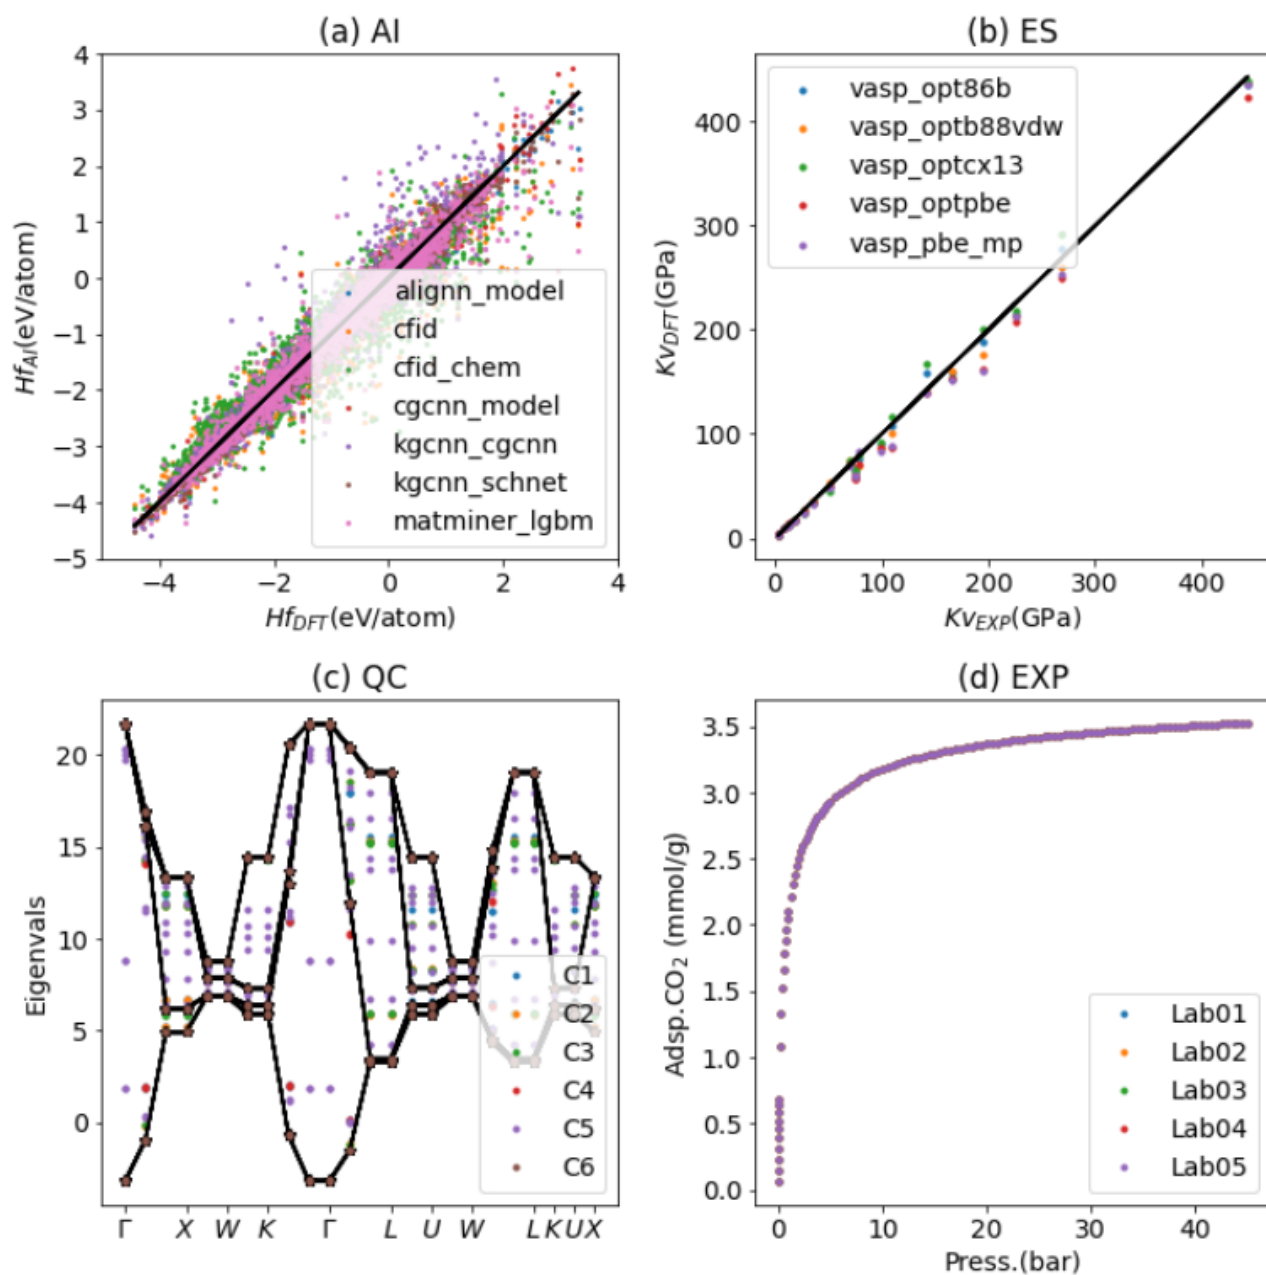 (a) AI
4
3
2
1
0
−1
−2
−3
−4
−5
Hf_AI(eV/atom)
alignn_model
cfid
cfid_chem
cgcnn_model
kgcnn_cgcnn
kgcnn_schnet
matminer_lgbm
−4 −2 0 2 4
Hf_DFT(eV/atom)
(b) ES
vasp_opt86b
vasp_optb88vdw
vasp_optcx13
vasp_optpbe
vasp_pbe_mp
400
300
200
100
0
Kv_DFT(GPa)
0 100 200 300 400
Kv_EXP(GPa)
(c) QC
20
15
10
5
0
Eigenvals
C1
C2
C3
C4
C5
C6
Γ X W K Γ L U W L K U X
(d) EXP
3.5
3.0
2.5
2.0
1.5
1.0
0.5
0.0
Adsp.CO₂ (mmol/g)
Lab01
Lab02
Lab03
Lab04
Lab05
0 10 20 30 40
Press.(bar)